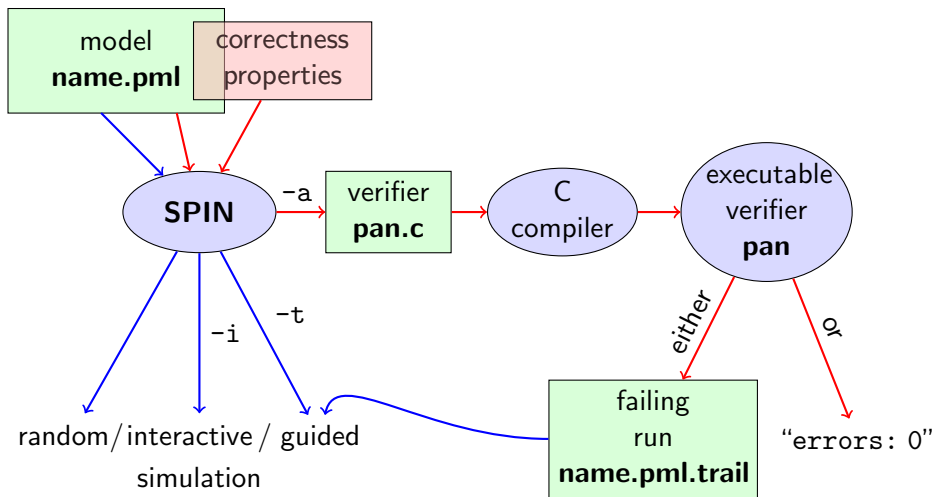 model
name.pml
correctness
properties
SPIN
-a
verifier
pan.c
C
compiler
executable
verifier
pan
-i
-t
either
or
random/interactive / guided
simulation
failing
run
name.pml.trail
“errors: 0”